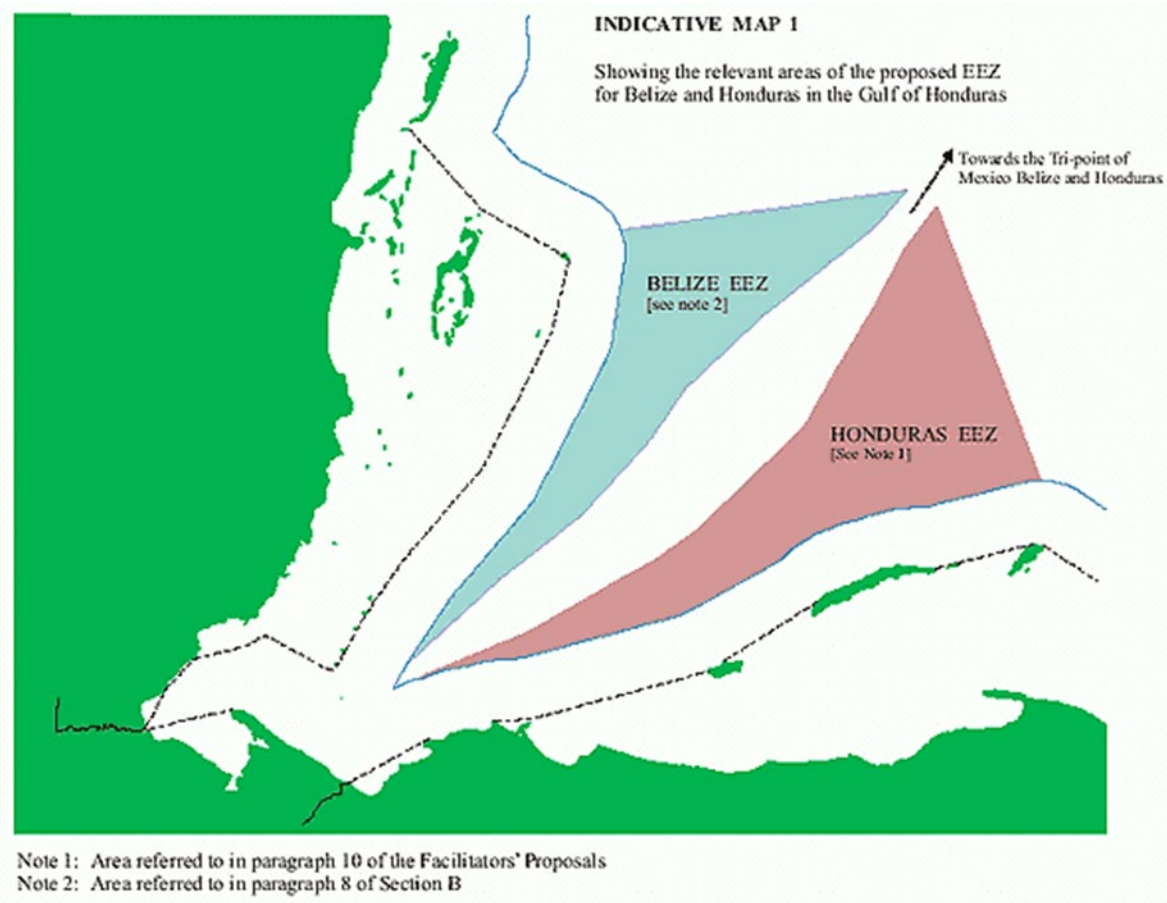 INDICATIVE MAP 1
Showing the relevant areas of the proposed EEZ
for Belize and Honduras in the Gulf of Honduras
Towards the Tri-point of
Mexico Belize and Honduras
BELIZE EEZ
[see note 2]
HONDURAS EEZ
[See Note 1]
Note 1: Area referred to in paragraph 10 of the Facilitators' Proposals
Note 2: Area referred to in paragraph 8 of Section B